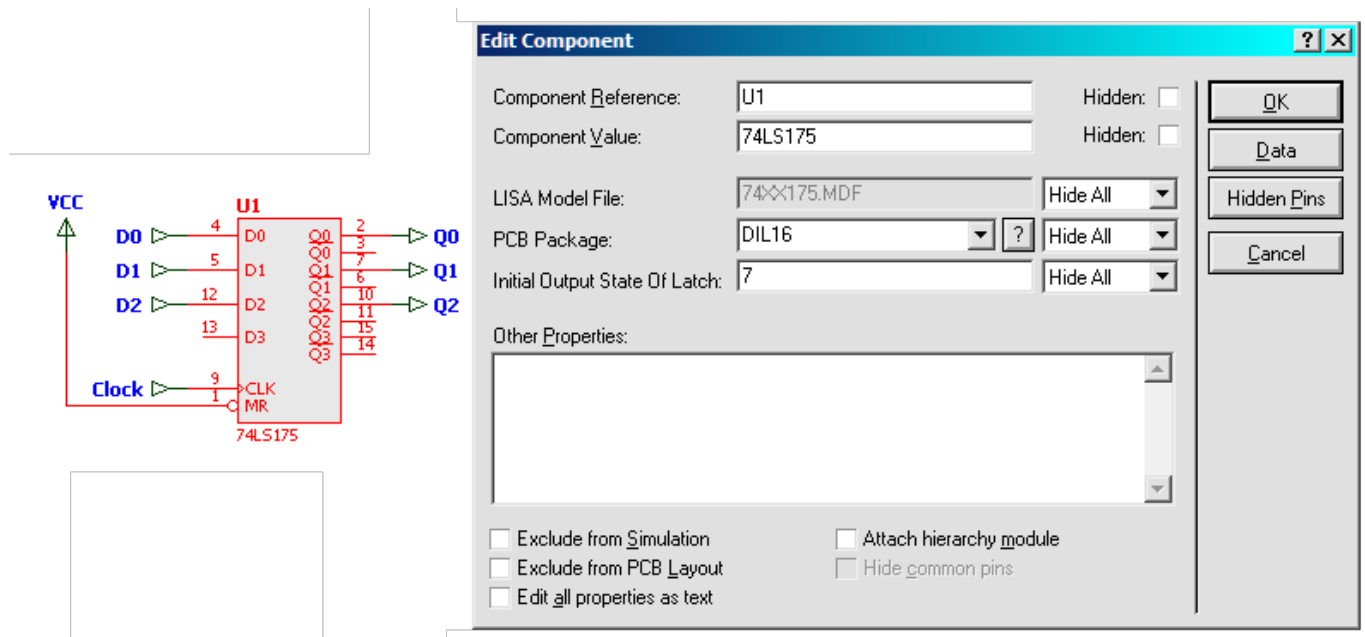 VCC
U1
D0
4
D0
Q0
2
Q0
Q0
3
D1
5
D1
Q1
7
Q1
Q1
6
D2
12
D2
Q2
10
Q2
Q2
11
13
D3
Q3
15
Q3
14
Clock
9
CLK
1
MR
74LS175
Edit Component
Component Reference:
U1
Hidden:
OK
Component Value:
74LS175
Hidden:
Data
LISA Model File:
74XX175.MDF
Hide All
Hidden Pins
PCB Package:
DIL16
?
Hide All
Cancel
Initial Output State Of Latch:
7
Hide All
Other Properties:
Exclude from Simulation
Attach hierarchy module
Exclude from PCB Layout
Hide common pins
Edit all properties as text